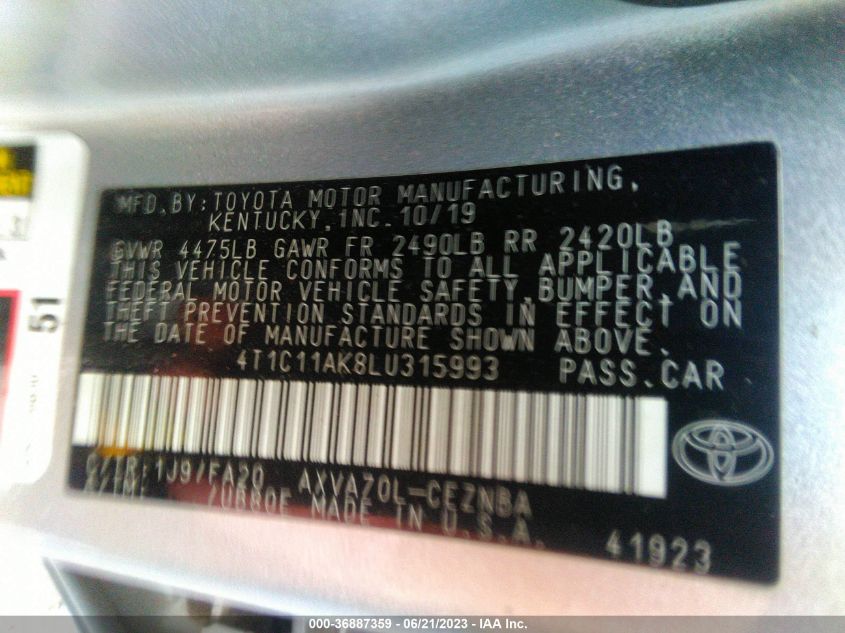 MFD. BY: TOYOTA MOTOR MANUFACTURING,
KENTUCKY, INC. 10/19
GVWR 4475LB GAWR FR 2490LB RR 2420LB
THIS VEHICLE CONFORMS TO ALL APPLICABLE
FEDERAL MOTOR VEHICLE SAFETY, BUMPER, AND
THEFT PREVENTION STANDARDS IN EFFECT ON
THE DATE OF MANUFACTURE SHOWN ABOVE.
4T1C11AK8LU315993 PASS. CAR
C/TR: 1J9/FA20 AXVA70L-CEZNBA
A/TM: MADE IN U.S.A.
41923
51
000-36887359 / 06/21/2023 - IAA Inc.